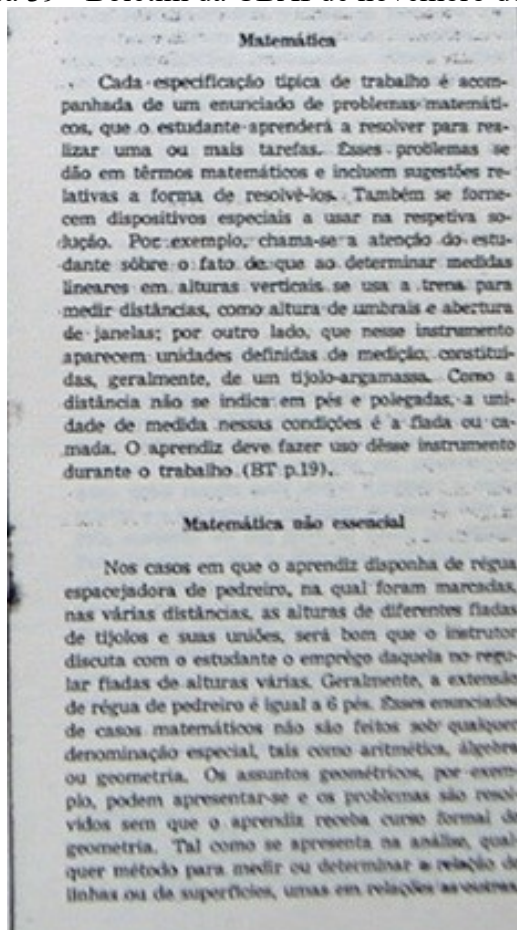 Matemática
Cada especificação típica de trabalho é acom-
panhada de um enunciado de problemas matemáti-
cos, que o estudante aprenderá a resolver para rea-
lizar uma ou mais tarefas. Esses problemas se
dão em têrmos matemáticos e incluem sugestões re-
lativas a forma de resolvê-los. Também se forne-
cem dispositivos especiais a usar na respetiva so-
lução. Por exemplo, chama-se a atenção do estu-
dante sôbre o fato de que ao determinar medidas
lineares em alturas verticais se usa a trena para
medir distâncias, como altura de umbrais e abertura
de janelas; por outro lado, que nesse instrumento
aparecem unidades definidas de medição, constituí-
das, geralmente, de um tijolo-argamassa. Como a
distância não se indica em pés e polegadas, a uni-
dade de medida nessas condições é a fiada ou ca-
mada. O aprendiz deve fazer uso dêsse instrumento
durante o trabalho (BT p.19).
Matemática não essencial
Nos casos em que o aprendiz disponha de régua
espacejadora de pedreiro, na qual foram marcadas,
nas várias distâncias, as alturas de diferentes fiadas
de tijolos e suas uniões, será bom que o instrutor
discuta com o estudante o emprêgo daquela no regu-
lar fiadas de alturas várias. Geralmente, a extensão
de régua de pedreiro é igual a 6 pés. Esses enunciados
de casos matemáticos não são feitos sob qualquer
denominação especial, tais como aritmética, álgebra
ou geometria. Os assuntos geométricos, por exem-
plo, podem apresentar-se e os problemas são resol-
vidos sem que o aprendiz receba curso formal de
geometria. Tal como se apresenta na análise, qual-
quer método para medir ou determinar a relação de
linhas ou de superfícies, umas em relações as outras